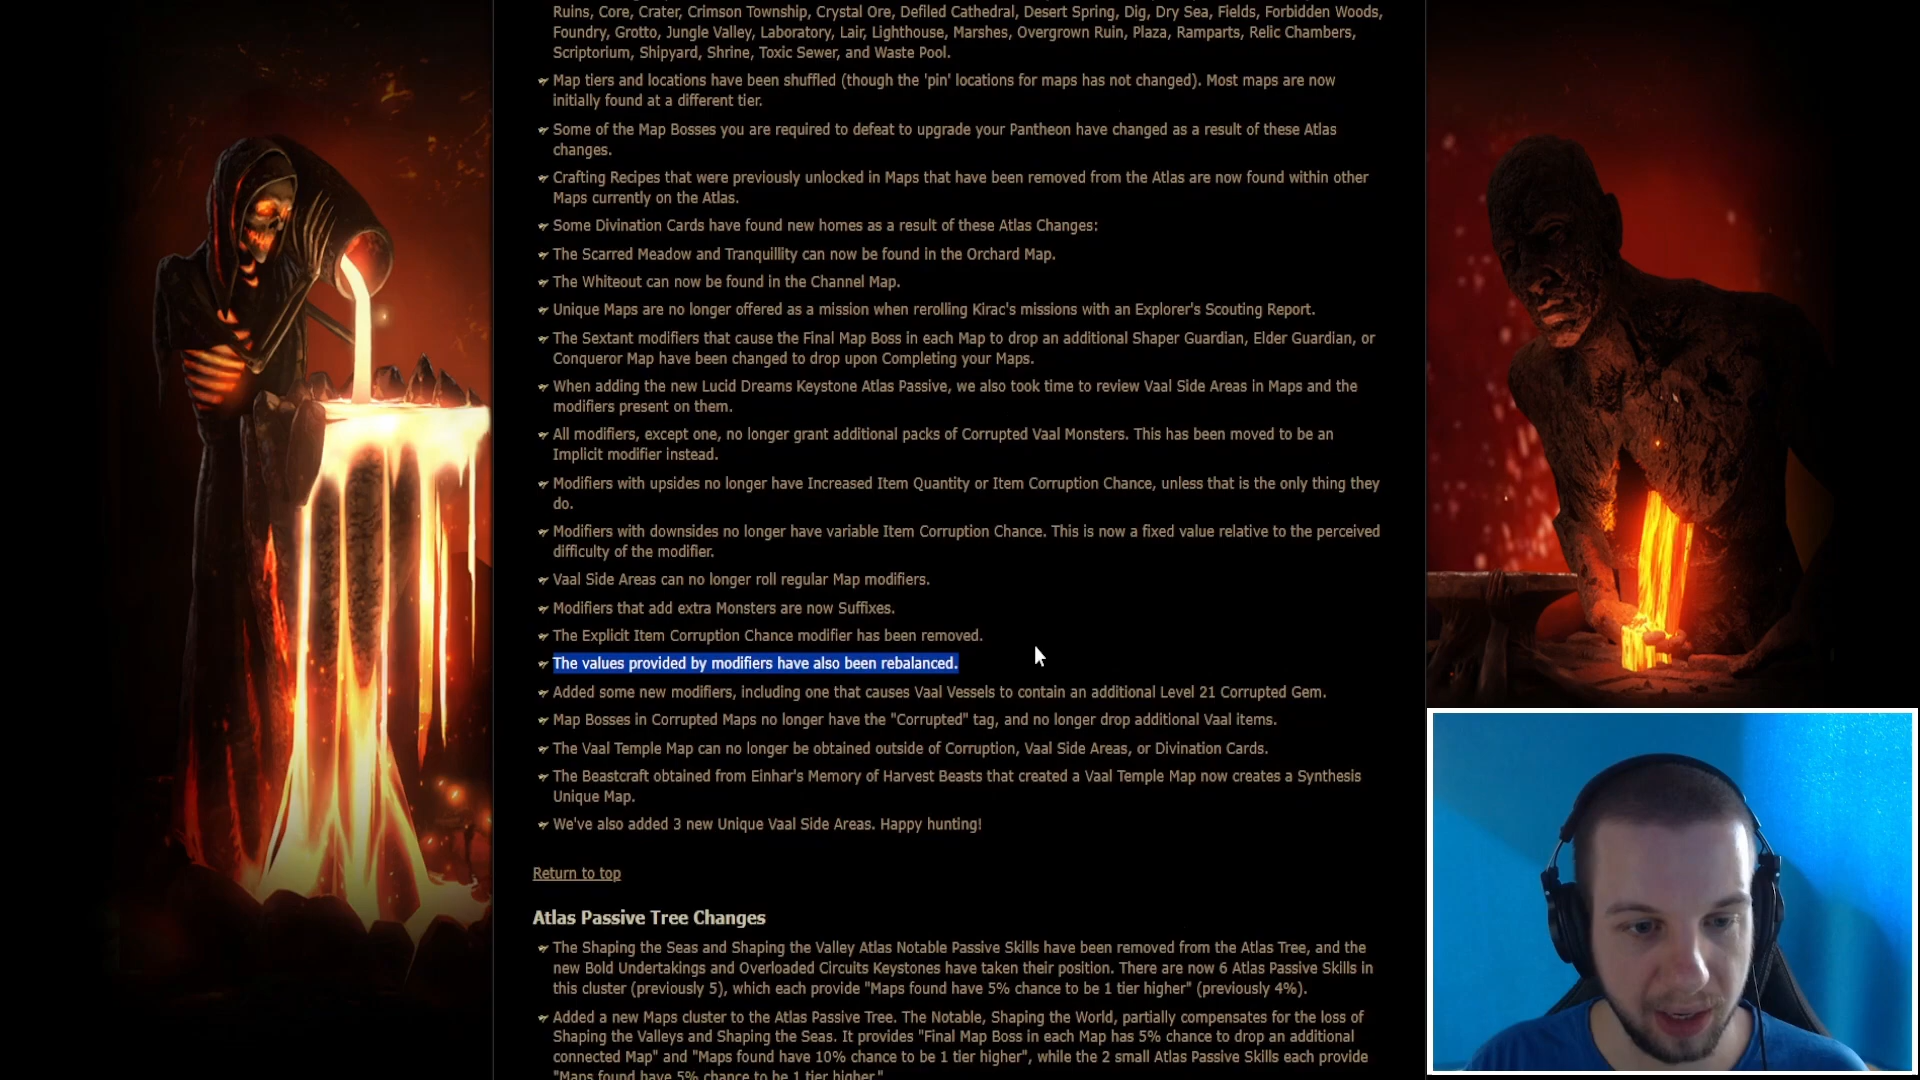 Ruins, Core, Crater, Crimson Township, Crystal Ore, Defiled Cathedral, Desert Spring, Dig, Dry Sea, Fields, Forbidden Woods,
Foundry, Grotto, Jungle Valley, Laboratory, Lair, Lighthouse, Marshes, Overgrown Ruin, Plaza, Ramparts, Relic Chambers,
Scriptorium, Shipyard, Shrine, Toxic Sewer, and Waste Pool.
Map tiers and locations have been shuffled (though the 'pin' locations for maps has not changed). Most maps are now
initially found at a different tier.
Some of the Map Bosses you are required to defeat to upgrade your Pantheon have changed as a result of these Atlas
changes.
Crafting Recipes that were previously unlocked in Maps that have been removed from the Atlas are now found within other
Maps currently on the Atlas.
Some Divination Cards have found new homes as a result of these Atlas Changes:
The Scarred Meadow and Tranquillity can now be found in the Orchard Map.
The Whiteout can now be found in the Channel Map.
Unique Maps are no longer offered as a mission when rerolling Kirac's missions with an Explorer's Scouting Report.
The Sextant modifiers that cause the Final Map Boss in each Map to drop an additional Shaper Guardian, Elder Guardian, or
Conqueror Map have been changed to drop upon Completing your Maps.
When adding the new Lucid Dreams Keystone Atlas Passive, we also took time to review Vaal Side Areas in Maps and the
modifiers present on them.
All modifiers, except one, no longer grant additional packs of Corrupted Vaal Monsters. This has been moved to be an
Implicit modifier instead.
Modifiers with upsides no longer have Increased Item Quantity or Item Corruption Chance, unless that is the only thing they
do.
Modifiers with downsides no longer have variable Item Corruption Chance. This is now a fixed value relative to the perceived
difficulty of the modifier.
Vaal Side Areas can no longer roll regular Map modifiers.
Modifiers that add extra Monsters are now Suffixes.
The Explicit Item Corruption Chance modifier has been removed.
The values provided by modifiers have also been rebalanced.
Added some new modifiers, including one that causes Vaal Vessels to contain an additional Level 21 Corrupted Gem.
Map Bosses in Corrupted Maps no longer have the "Corrupted" tag, and no longer drop additional Vaal items.
The Vaal Temple Map can no longer be obtained outside of Corruption, Vaal Side Areas, or Divination Cards.
The Beastcraft obtained from Einhar's Memory of Harvest Beasts that created a Vaal Temple Map now creates a Synthesis
Unique Map.
We've also added 3 new Unique Vaal Side Areas. Happy hunting!
Return to top
Atlas Passive Tree Changes
The Shaping the Seas and Shaping the Valley Atlas Notable Passive Skills have been removed from the Atlas Tree, and the
new Bold Undertakings and Overloaded Circuits Keystones have taken their position. There are now 6 Atlas Passive Skills in
this cluster (previously 5), which each provide "Maps found have 5% chance to be 1 tier higher" (previously 4%).
Added a new Maps cluster to the Atlas Passive Tree. The Notable, Shaping the World, partially compensates for the loss of
Shaping the Valleys and Shaping the Seas. It provides "Final Map Boss in each Map has 5% chance to drop an additional
connected Map" and "Maps found have 10% chance to be 1 tier higher", while the 2 small Atlas Passive Skills each provide
"Maps found have 5% chance to be 1 tier higher."